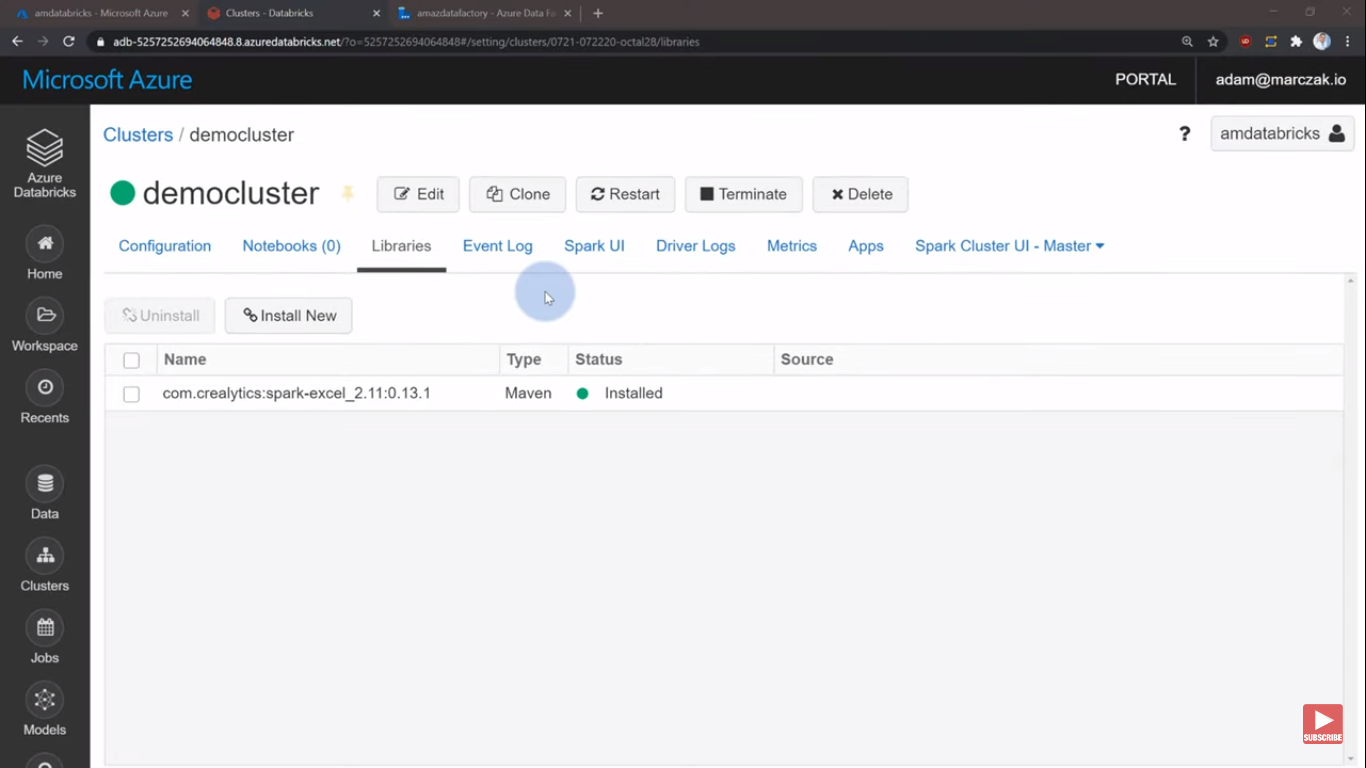 amdatabricks - Microsoft Azure
Clusters - Databricks
amazdatafactory - Azure Data Fa
adb-5257252694064848.8.azuredatabricks.net/?o=5257252694064848#/setting/clusters/0721-072220-octal28/libraries
Microsoft Azure
PORTAL
adam@marczak.io
Azure
Databricks
Home
Workspace
Recents
Data
Clusters
Jobs
Models
Clusters / democluster
?
amdatabricks
democluster
Edit
Clone
Restart
Terminate
Delete
Configuration
Notebooks (0)
Libraries
Event Log
Spark UI
Driver Logs
Metrics
Apps
Spark Cluster UI - Master
Uninstall
Install New
Name
Type
Status
Source
com.crealytics:spark-excel_2.11:0.13.1
Maven
Installed
SUBSCRIBE